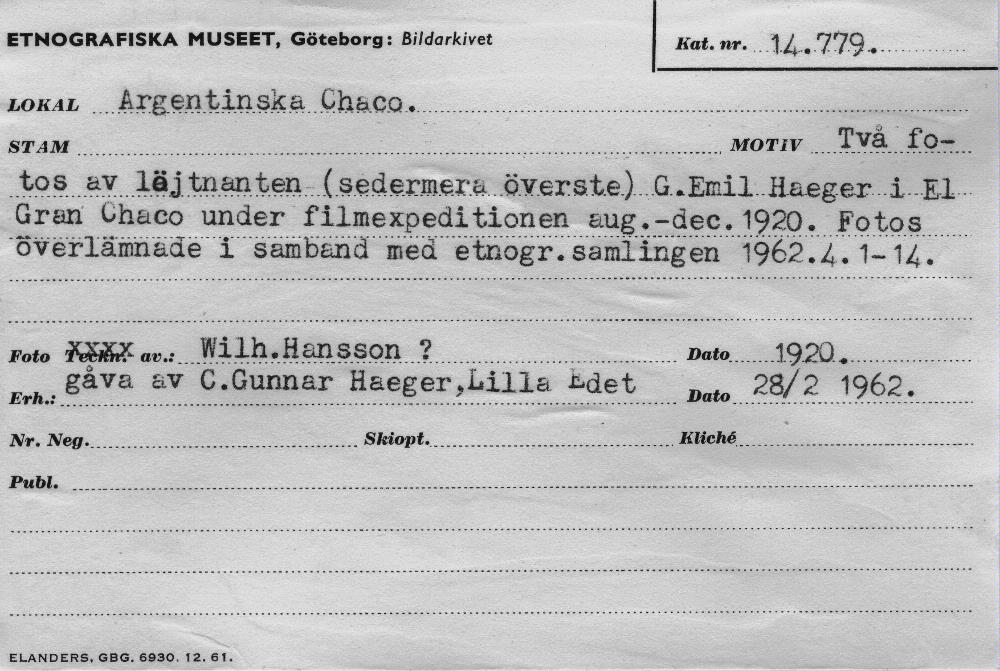 ETNOGRAFISKA MUSEET, Göteborg: Bildarkivet
Kat. nr. 14.779.
LOKAL Argentinska Chaco.
STAM MOTIV Två fo-
tos av löjtnanten (sedermera överste) G.Emil Haeger i El
Gran Chaco under filmexpeditionen aug.-dec. 1920. Fotos
överlämnade i samband med etnogr.samlingen 1962.4.1-14.
Foto Teckn. av.: Wilh.Hansson ? Dato 1920.
Erh.: gåva av C.Gunnar Haeger,Lilla Edet Dato 28/2 1962.
Nr. Neg. Skiopt. Kliché
Publ.
ELANDERS, GBG. 6930. 12. 61.